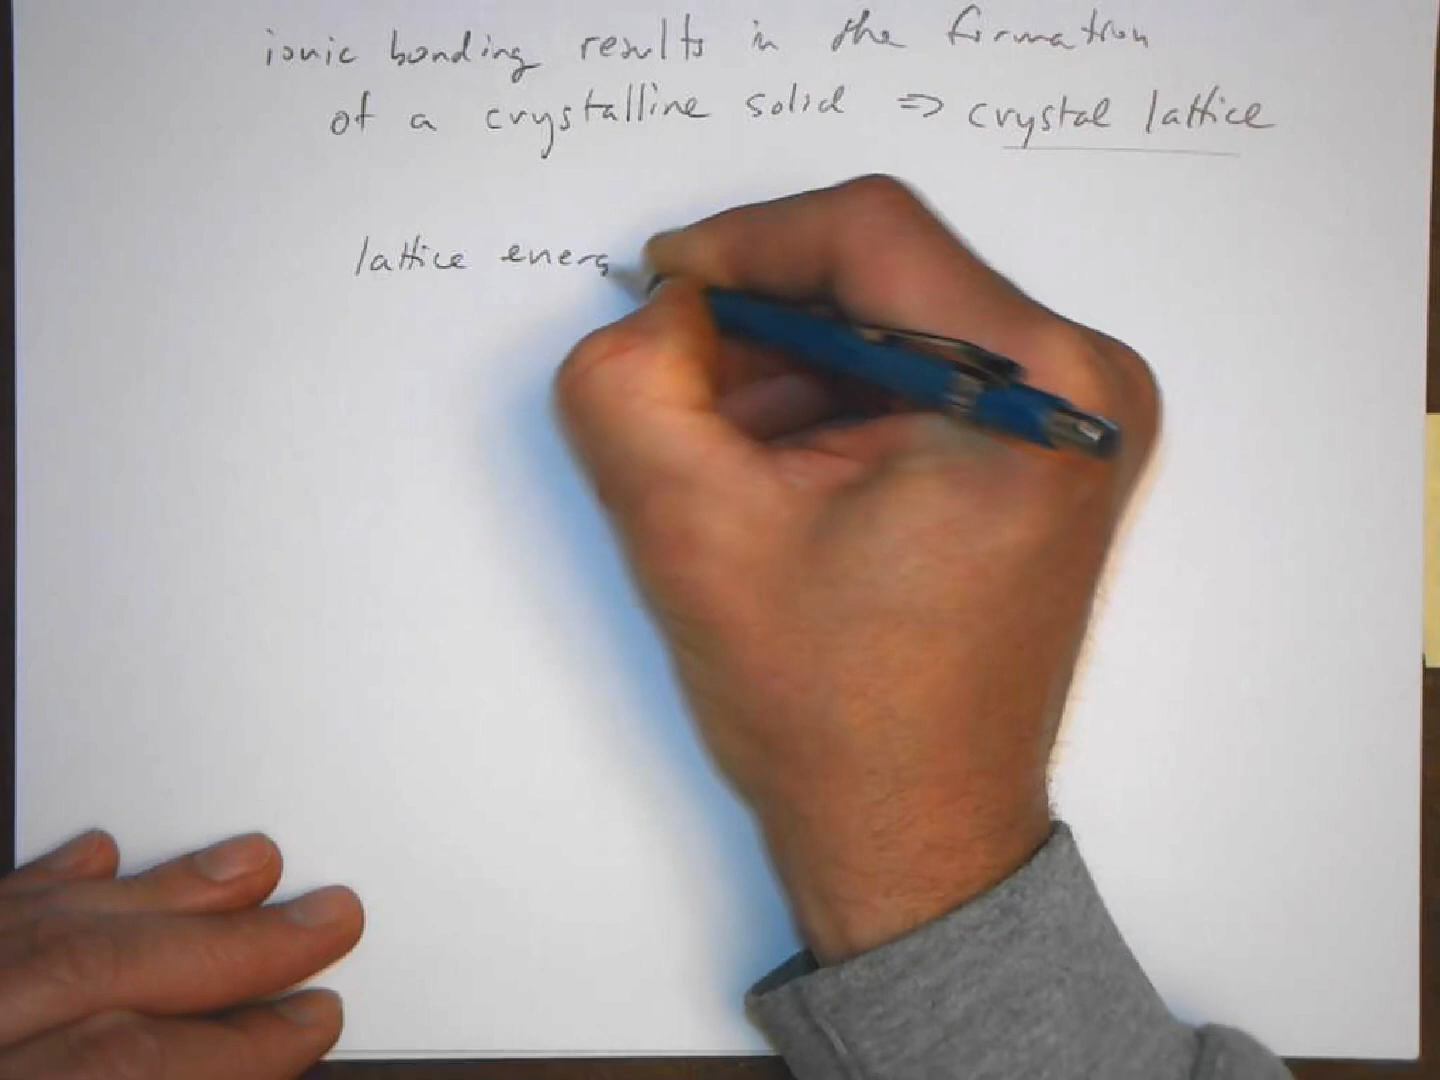 ionic bonding results in the formation
of a crystalline solid ⇒ crystal lattice
lattice energ